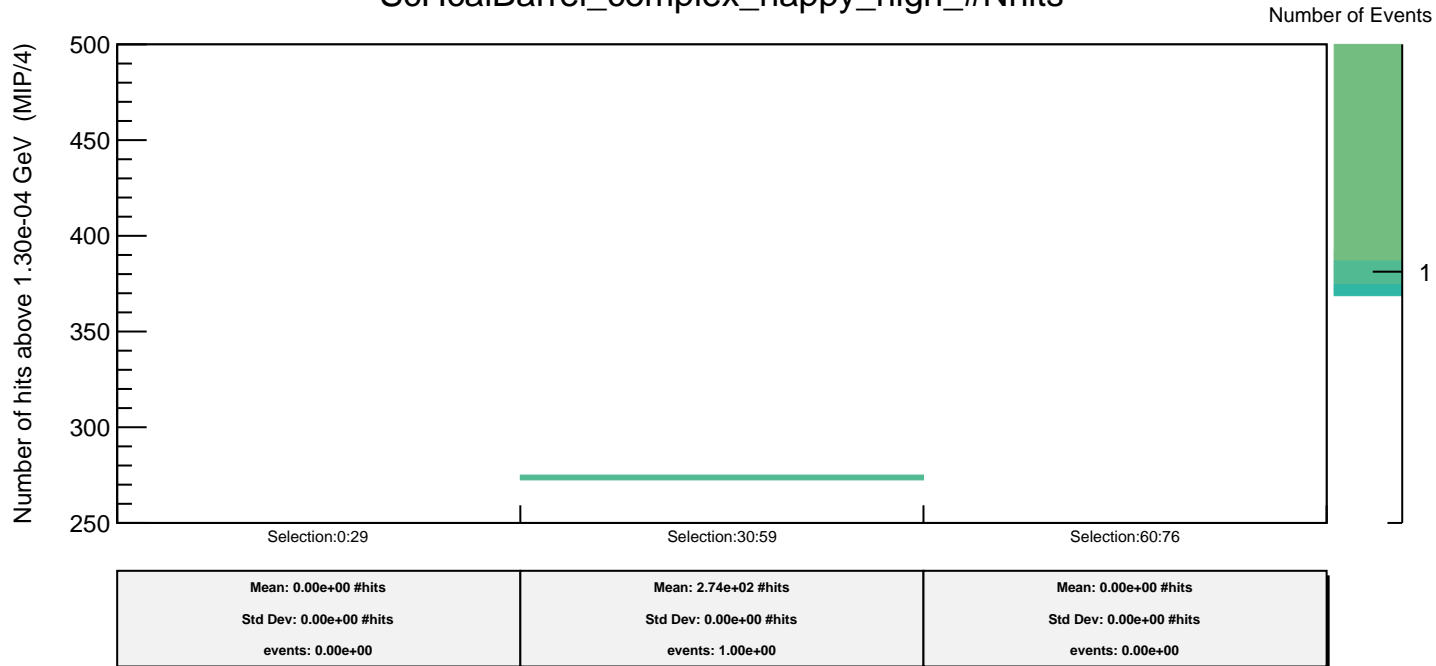 Number of Events
500
450
400
350
300
250
Number of hits above 1.30e-04 GeV (MIP/4)
1
Selection:0:29
Selection:30:59
Selection:60:76
Mean: 0.00e+00 #hits
Std Dev: 0.00e+00 #hits
events: 0.00e+00
Mean: 2.74e+02 #hits
Std Dev: 0.00e+00 #hits
events: 1.00e+00
Mean: 0.00e+00 #hits
Std Dev: 0.00e+00 #hits
events: 0.00e+00